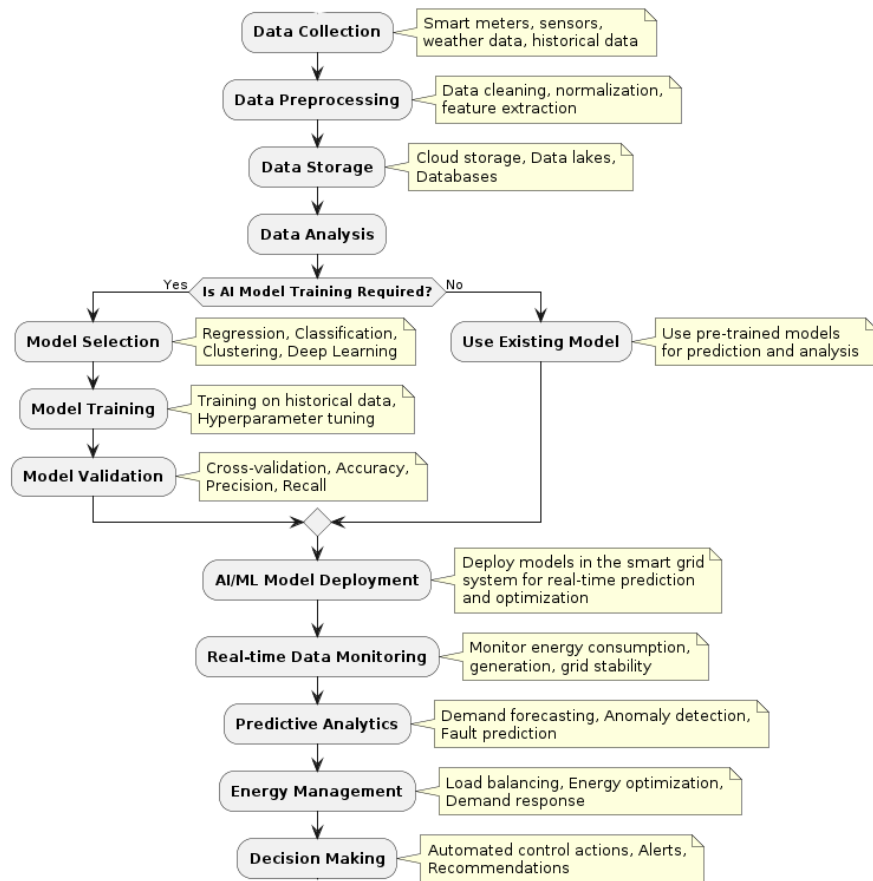 Data Collection
Smart meters, sensors,
weather data, historical data
Data Preprocessing
Data cleaning, normalization,
feature extraction
Data Storage
Cloud storage, Data lakes,
Databases
Data Analysis
Is AI Model Training Required?
Yes
No
Model Selection
Regression, Classification,
Clustering, Deep Learning
Use Existing Model
Use pre-trained models
for prediction and analysis
Model Training
Training on historical data,
Hyperparameter tuning
Model Validation
Cross-validation, Accuracy,
Precision, Recall
AI/ML Model Deployment
Deploy models in the smart grid
system for real-time prediction
and optimization
Real-time Data Monitoring
Monitor energy consumption,
generation, grid stability
Predictive Analytics
Demand forecasting, Anomaly detection,
Fault prediction
Energy Management
Load balancing, Energy optimization,
Demand response
Decision Making
Automated control actions, Alerts,
Recommendations